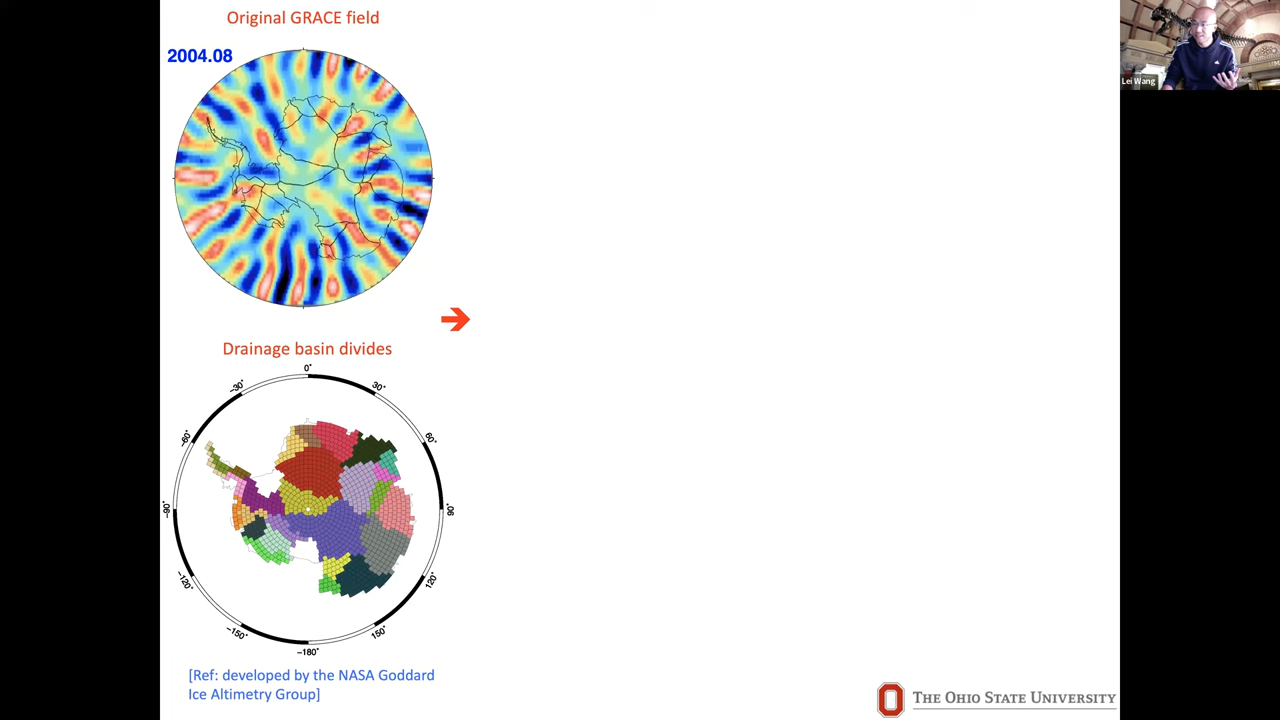 Original GRACE field
2004.08
Lei Wang
Drainage basin divides
0°
-30°
30°
-60°
60°
-90°
90°
-120°
120°
-150°
150°
-180°
[Ref: developed by the NASA Goddard
Ice Altimetry Group]
THE OHIO STATE UNIVERSITY